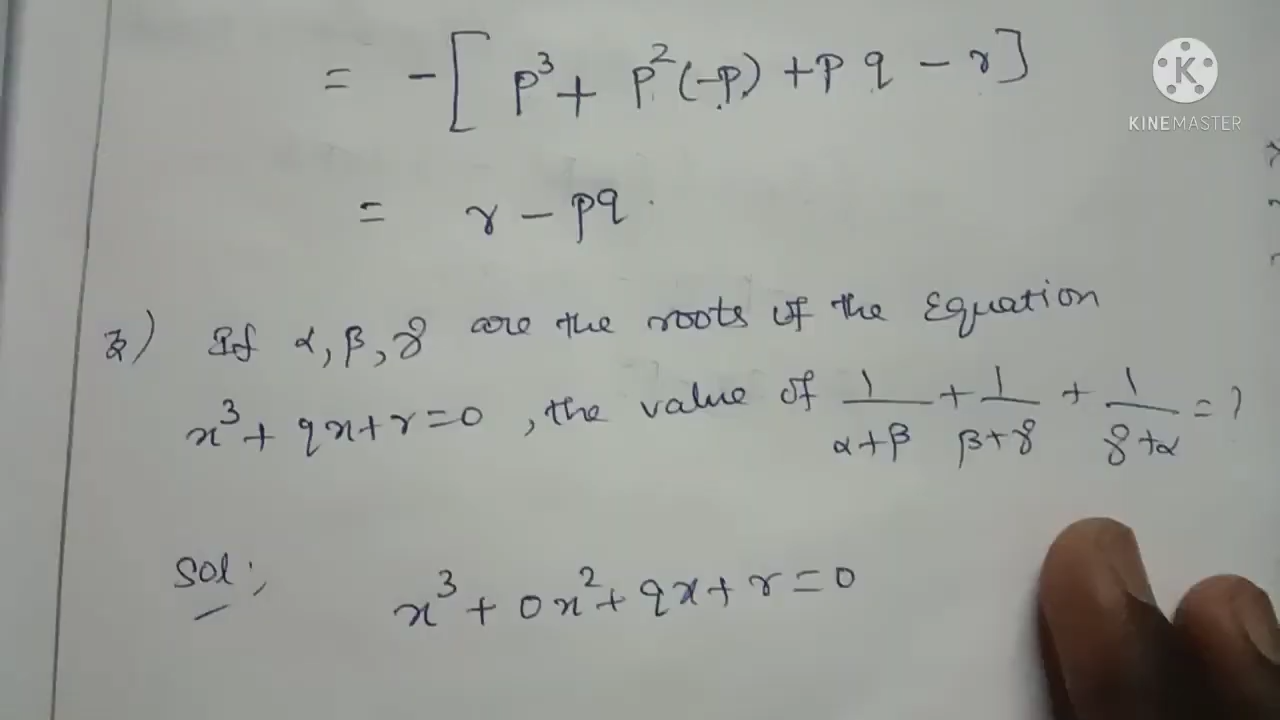 = -[ p³ + p²(-p) + p q - r ]
KINEMASTER
= r - pq.
2) If α, β, γ are the roots of the Equation
x³ + qx + r = 0, the value of 1/(α+β) + 1/(β+γ) + 1/(γ+α) = ?
Sol:,
x³ + 0x² + qx + r = 0